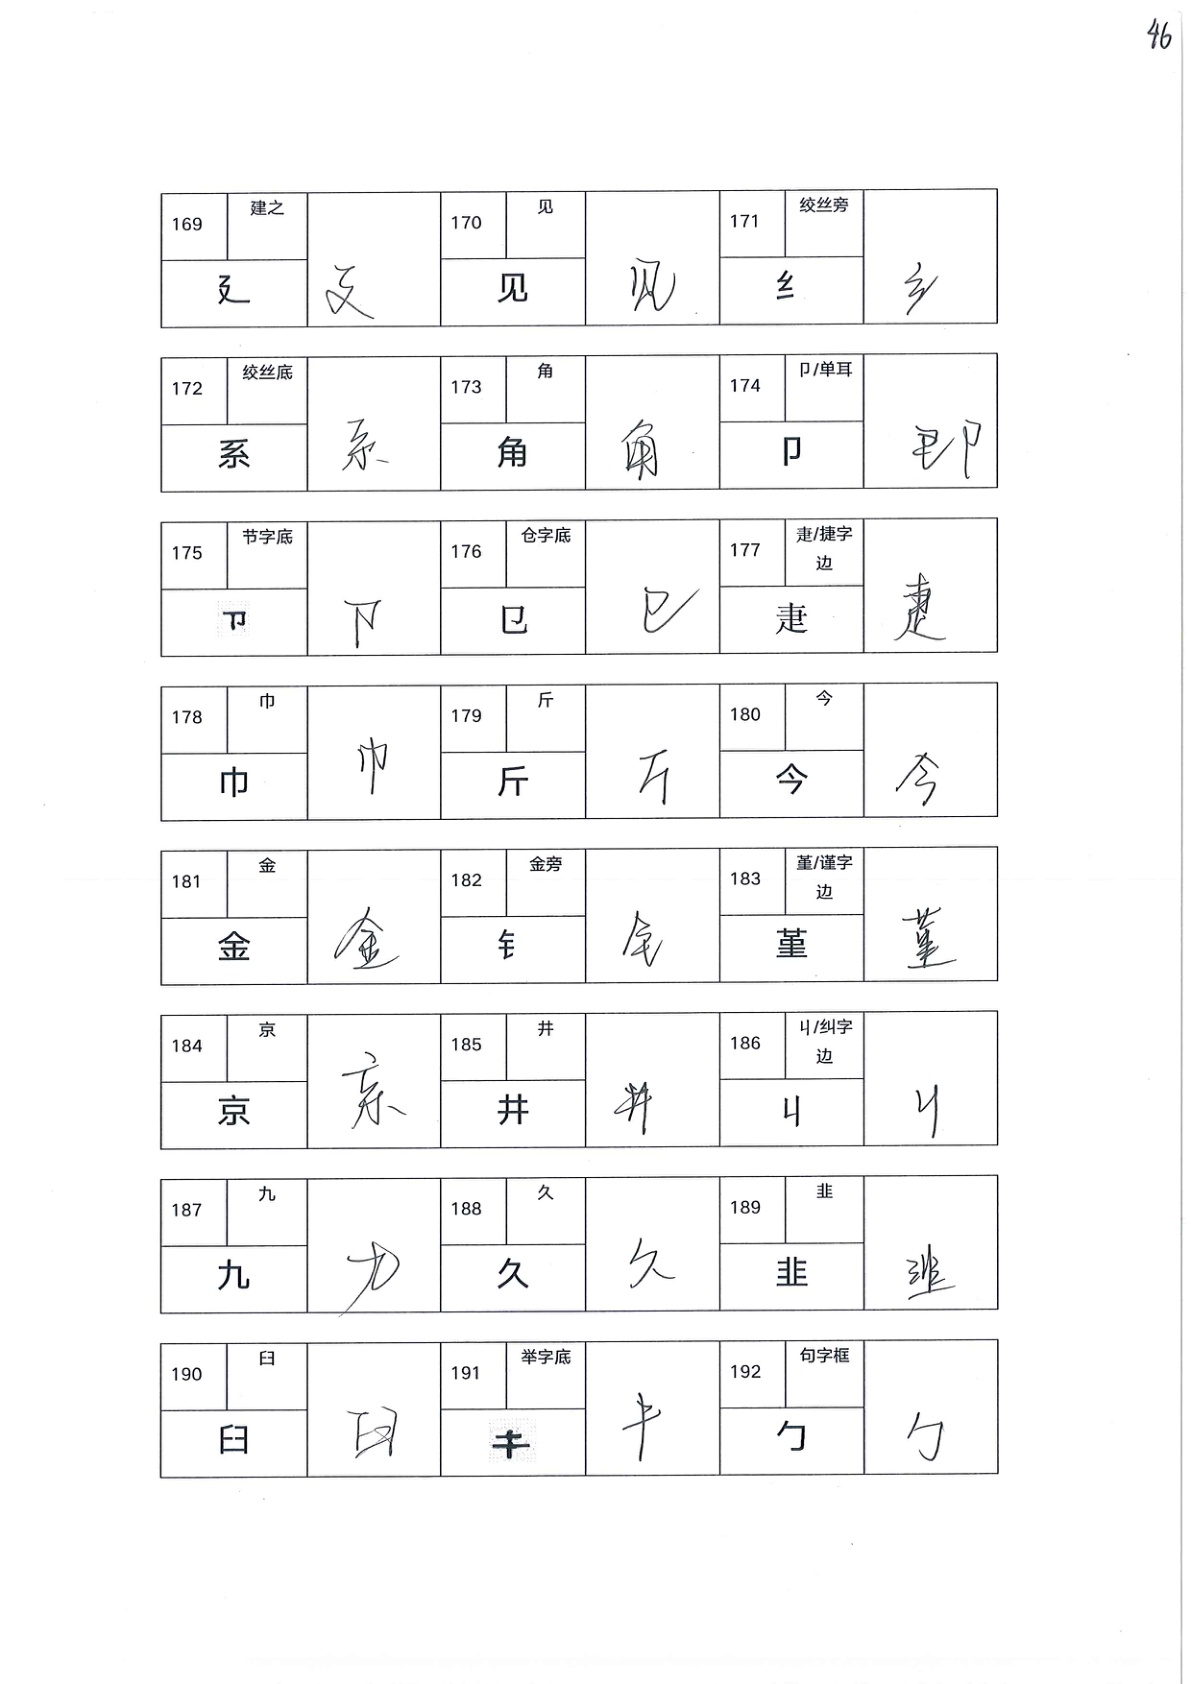 46
169 建之 廴 廴
170 见 见 见
171 绞丝旁 纟 纟
172 绞丝底 系 系
173 角 角 角
174 卩/单耳 卩 卩
175 节字底
176 仓字底 㔾 㔾
177 疌/捷字边 疌 疌
178 巾 巾 巾
179 斤 斤 斤
180 今 今 今
181 金 金 金
182 金旁 钅 钅
183 堇/谨字边 堇 堇
184 京 京 京
185 井 井 井
186 丩/纠字边 丩 丩
187 九 九 九
188 久 久 久
189 韭 韭 韭
190 臼 臼 臼
191 举字底
192 句字框 勹 勹